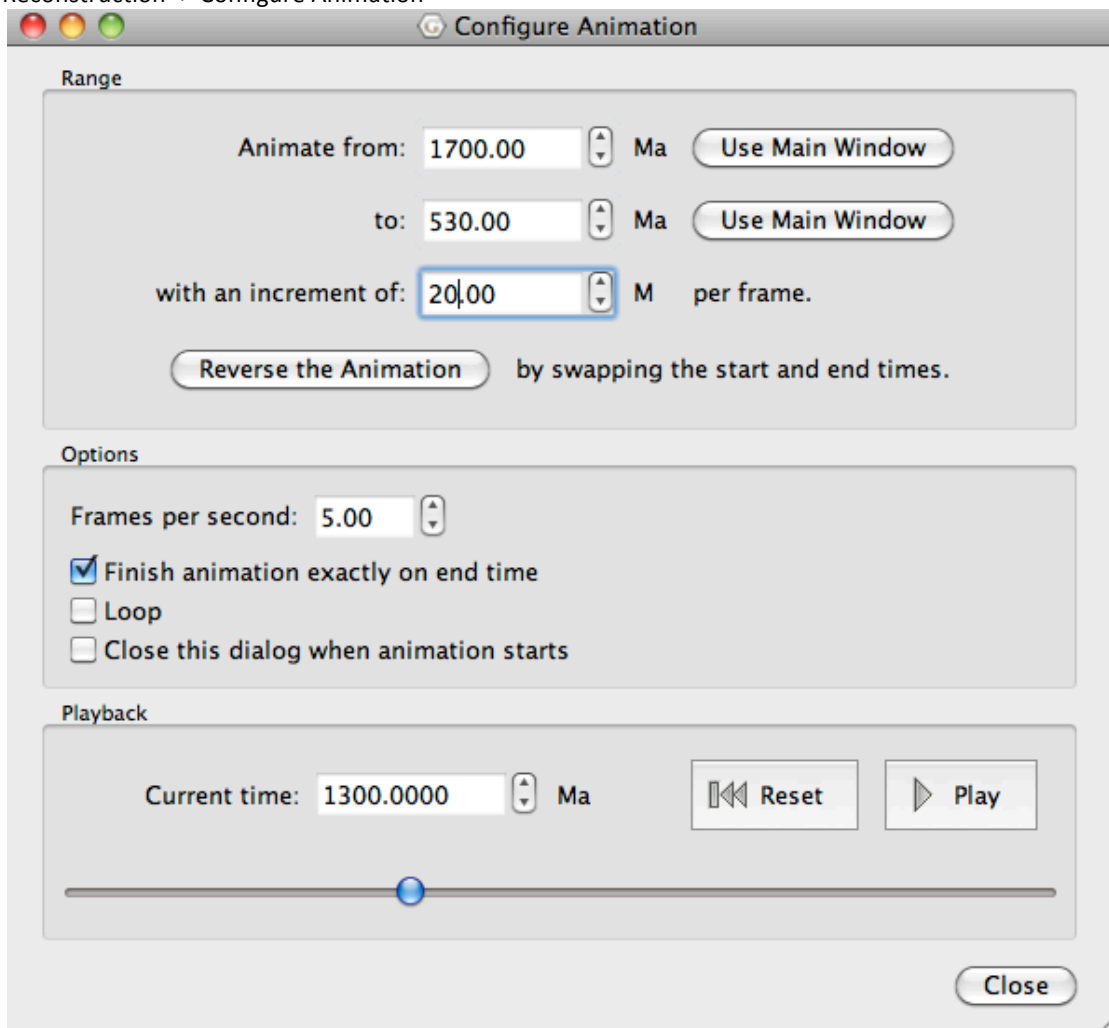 Reconstruction → Configure Animation
Configure Animation
Range
Animate from: 1700.00 Ma Use Main Window
to: 530.00 Ma Use Main Window
with an increment of: 20.00 M per frame.
Reverse the Animation by swapping the start and end times.
Options
Frames per second: 5.00
Finish animation exactly on end time
Loop
Close this dialog when animation starts
Playback
Current time: 1300.0000 Ma Reset Play
Close